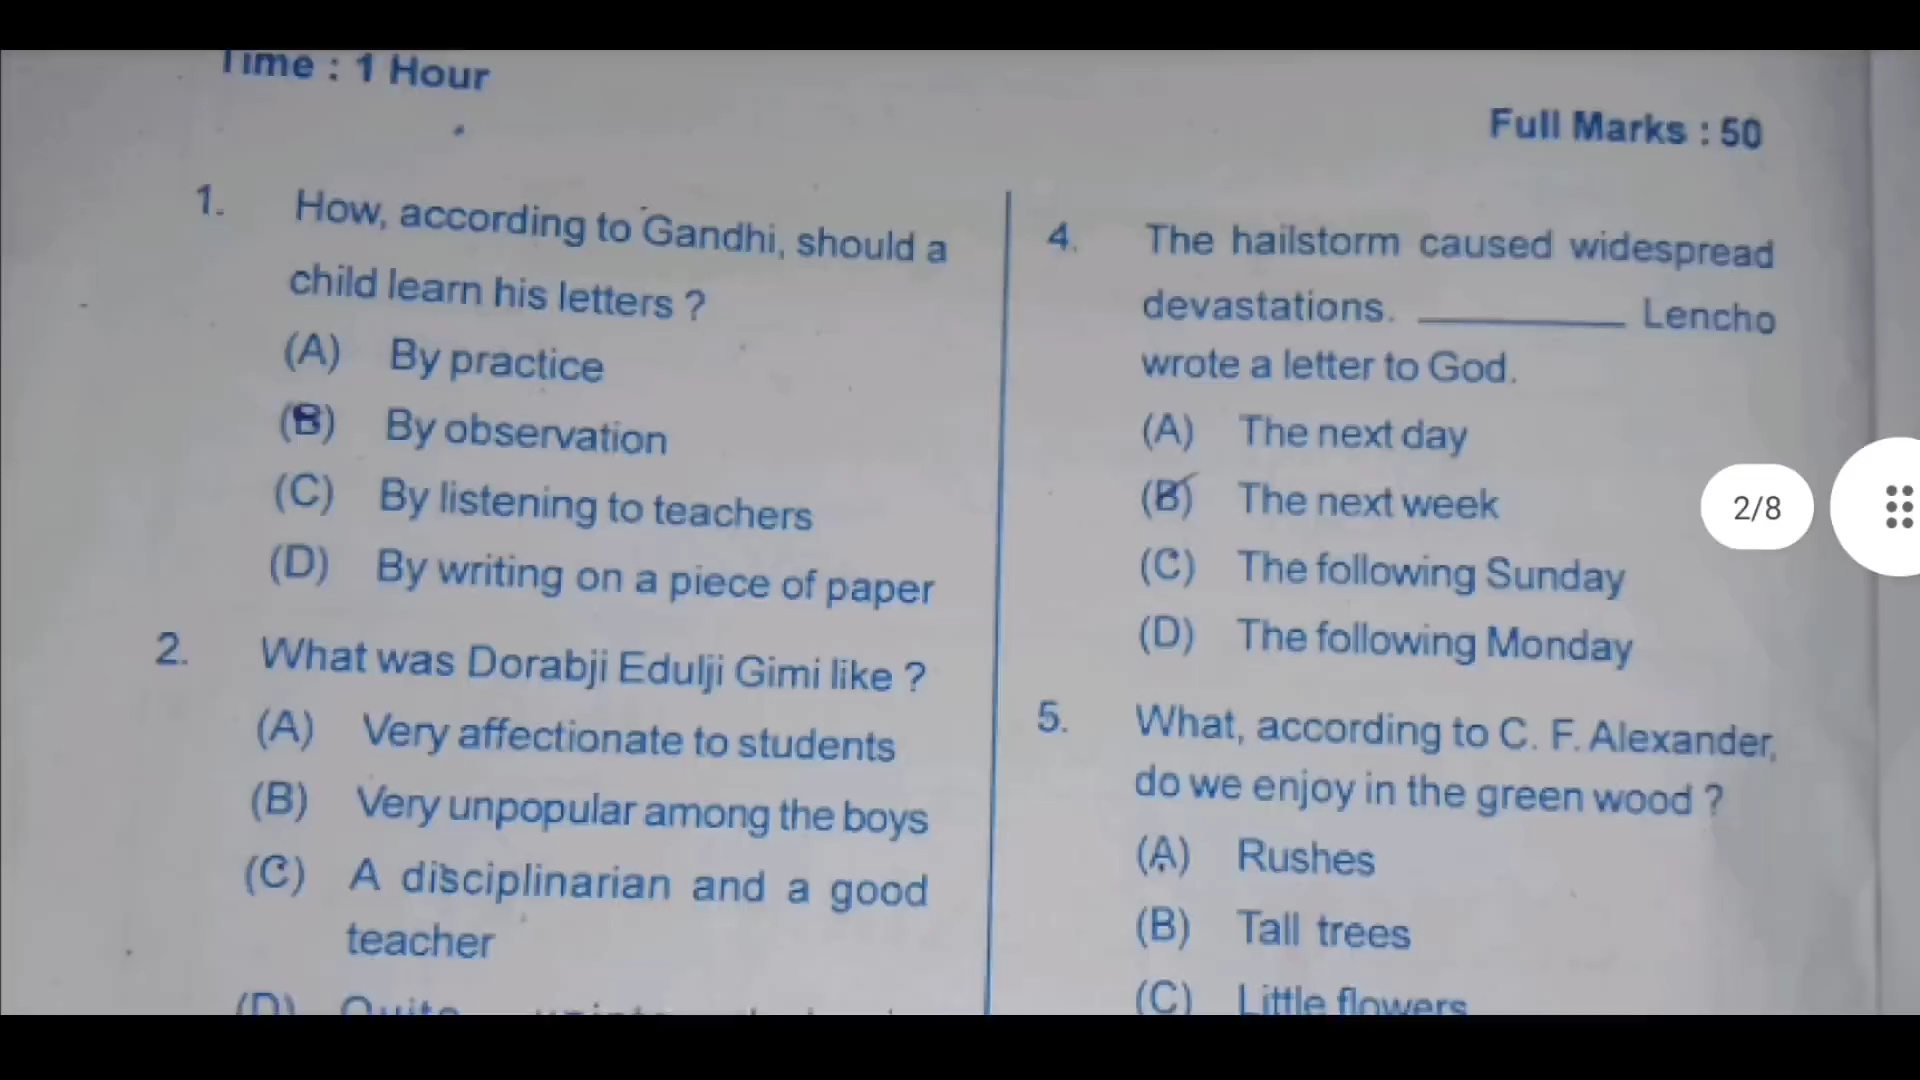 Time : 1 Hour
Full Marks : 50
1. How, according to Gandhi, should a
child learn his letters ?
(A) By practice
(B) By observation
(C) By listening to teachers
(D) By writing on a piece of paper
2. What was Dorabji Edulji Gimi like ?
(A) Very affectionate to students
(B) Very unpopular among the boys
(C) A disciplinarian and a good
teacher
(D) Quite
4. The hailstorm caused widespread
devastations. __________ Lencho
wrote a letter to God.
(A) The next day
(B) The next week
(C) The following Sunday
(D) The following Monday
5. What, according to C. F. Alexander,
do we enjoy in the green wood ?
(A) Rushes
(B) Tall trees
(C) Little flowers
2/8